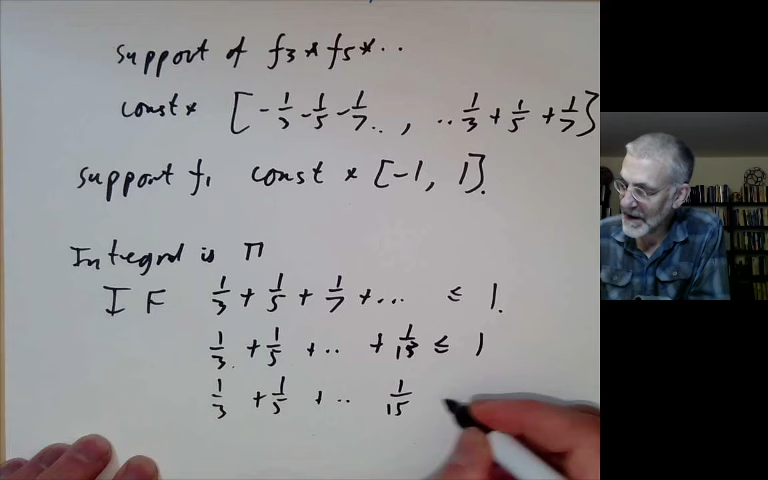 support of f₃ * f₅ * ..
const × [-1/3 -1/5 -1/7 .. , .. 1/3 + 1/5 + 1/7]
support f₁ const × [-1, 1].
Integral is π
IF 1/3 + 1/5 + 1/7 + ... ≤ 1.
1/3 + 1/5 + .. + 1/13 ≤ 1
1/3 + 1/5 + .. 1/15